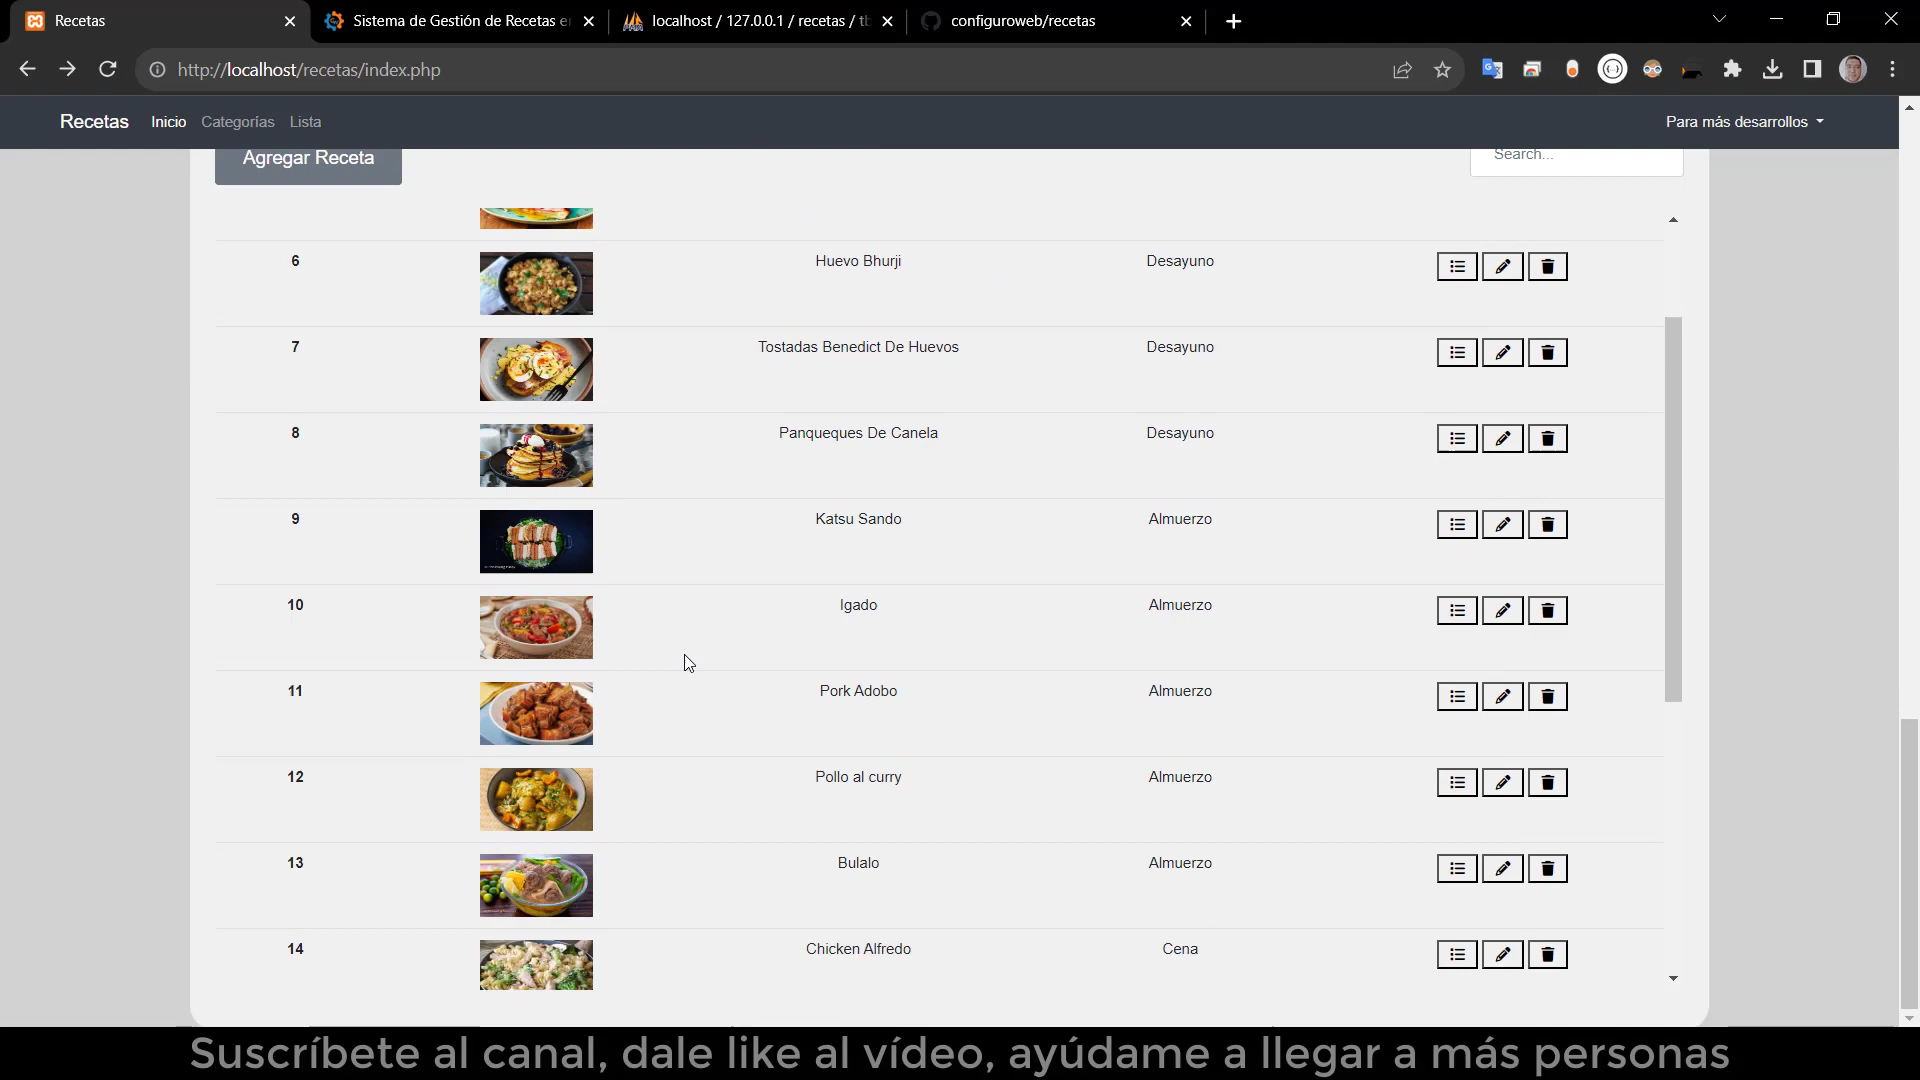 Recetas
Sistema de Gestión de Recetas e
localhost / 127.0.0.1 / recetas / tb
configuroweb/recetas
http://localhost/recetas/index.php
Recetas
Inicio
Categorías
Lista
Para más desarrollos
Agregar Receta
Search...
6 Huevo Bhurji Desayuno
7 Tostadas Benedict De Huevos Desayuno
8 Panqueques De Canela Desayuno
9 Katsu Sando Almuerzo
10 Igado Almuerzo
11 Pork Adobo Almuerzo
12 Pollo al curry Almuerzo
13 Bulalo Almuerzo
14 Chicken Alfredo Cena
Suscríbete al canal, dale like al vídeo, ayúdame a llegar a más personas